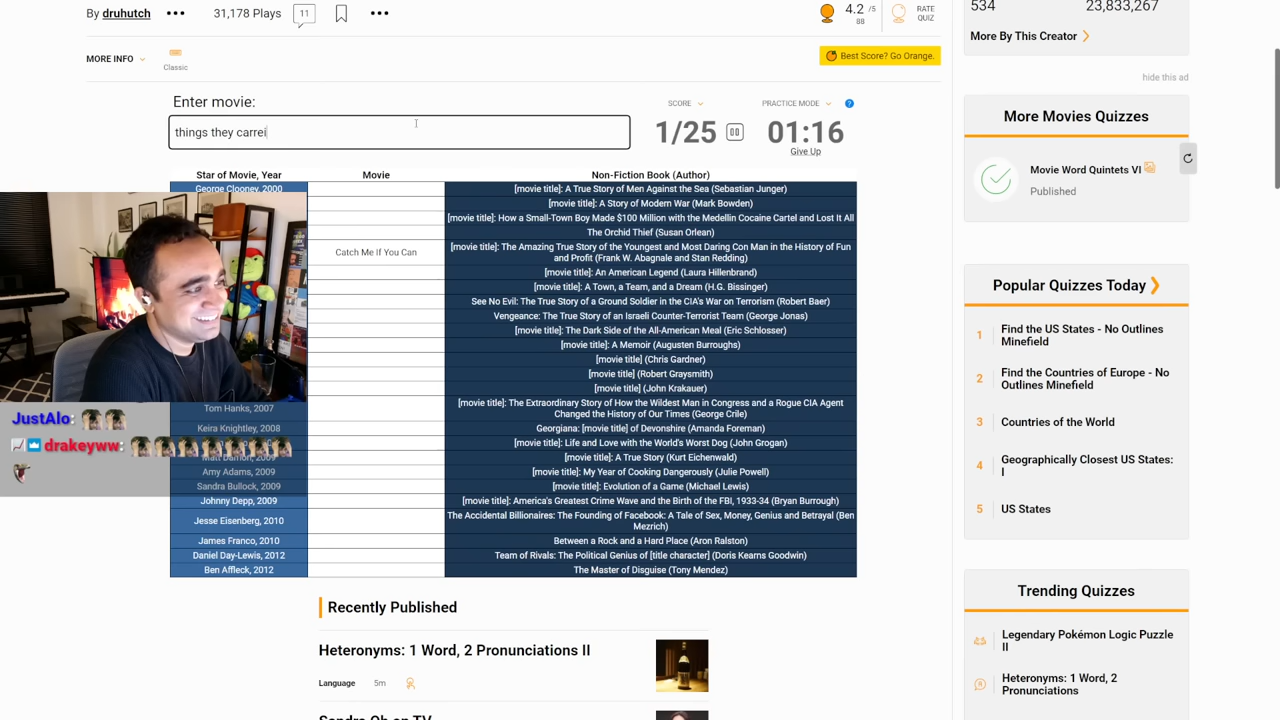 By druhutch
31,178 Plays
11
4.2 /5
88
RATE QUIZ
MORE INFO
Classic
Best Score? Go Orange.
Enter movie:
things they carrei
SCORE
PRACTICE MODE
?
1/25
01:16
Give Up
Star of Movie, Year
Movie
Non-Fiction Book (Author)
George Clooney, 2000
[movie title]: A True Story of Men Against the Sea (Sebastian Junger)
[movie title]: A Story of Modern War (Mark Bowden)
[movie title]: How a Small-Town Boy Made $100 Million with the Medellin Cocaine Cartel and Lost It All
The Orchid Thief (Susan Orlean)
Catch Me If You Can
[movie title]: The Amazing True Story of the Youngest and Most Daring Con Man in the History of Fun
and Profit (Frank W. Abagnale and Stan Redding)
[movie title]: An American Legend (Laura Hillenbrand)
[movie title]: A Town, a Team, and a Dream (H.G. Bissinger)
See No Evil: The True Story of a Ground Soldier in the CIA's War on Terrorism (Robert Baer)
Vengeance: The True Story of an Israeli Counter-Terrorist Team (George Jonas)
[movie title]: The Dark Side of the All-American Meal (Eric Schlosser)
[movie title]: A Memoir (Augusten Burroughs)
[movie title] (Chris Gardner)
[movie title] (Robert Graysmith)
[movie title] (John Krakauer)
Tom Hanks, 2007
[movie title]: The Extraordinary Story of How the Wildest Man in Congress and a Rogue CIA Agent
Changed the History of Our Times (George Crile)
Keira Knightley, 2008
Georgiana: [movie title] of Devonshire (Amanda Foreman)
[movie title]: Life and Love with the World's Worst Dog (John Grogan)
Matt Damon, 2009
[movie title]: A True Story (Kurt Eichenwald)
Amy Adams, 2009
[movie title]: My Year of Cooking Dangerously (Julie Powell)
Sandra Bullock, 2009
[movie title]: Evolution of a Game (Michael Lewis)
Johnny Depp, 2009
[movie title]: America's Greatest Crime Wave and the Birth of the FBI, 1933-34 (Bryan Burrough)
Jesse Eisenberg, 2010
The Accidental Billionaires: The Founding of Facebook: A Tale of Sex, Money, Genius and Betrayal (Ben
Mezrich)
James Franco, 2010
Between a Rock and a Hard Place (Aron Ralston)
Daniel Day-Lewis, 2012
Team of Rivals: The Political Genius of [title character] (Doris Kearns Goodwin)
Ben Affleck, 2012
The Master of Disguise (Tony Mendez)
JustAlo:
drakeyww:
Recently Published
Heteronyms: 1 Word, 2 Pronunciations II
Language
5m
534
23,833,267
More By This Creator
hide this ad
More Movies Quizzes
Movie Word Quintets VI
Published
Popular Quizzes Today
1 Find the US States - No Outlines
Minefield
2 Find the Countries of Europe - No
Outlines Minefield
3 Countries of the World
4 Geographically Closest US States:
I
5 US States
Trending Quizzes
Legendary Pokémon Logic Puzzle
II
Heteronyms: 1 Word, 2
Pronunciations